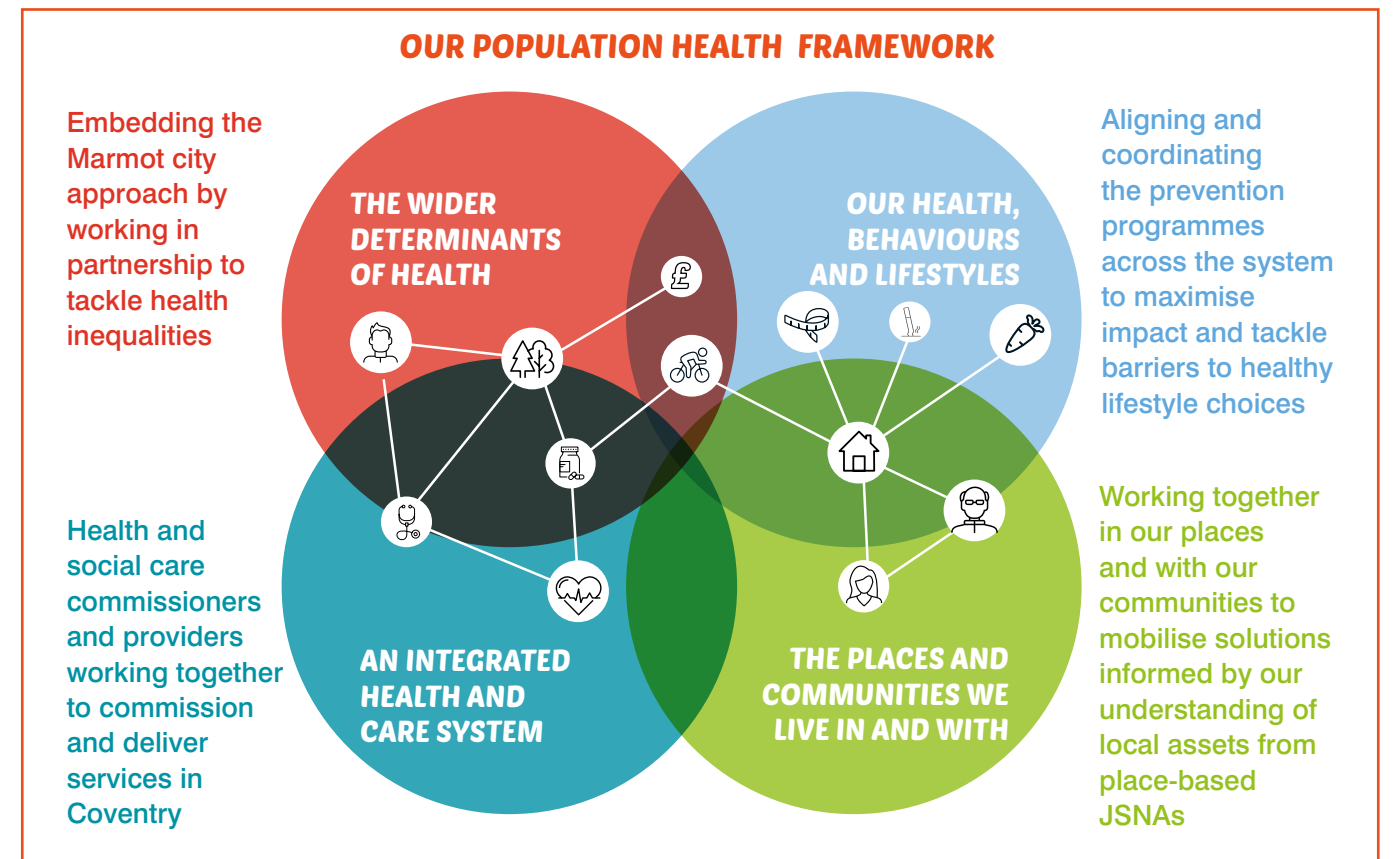 OUR POPULATION HEALTH FRAMEWORK
Embedding the
Marmot city
approach by
working in
partnership to
tackle health
inequalities
THE WIDER
DETERMINANTS
OF HEALTH
£
OUR HEALTH,
BEHAVIOURS
AND LIFESTYLES
Aligning and
coordinating
the prevention
programmes
across the system
to maximise
impact and tackle
barriers to healthy
lifestyle choices
Health and
social care
commissioners
and providers
working together
to commission
and deliver
services in
Coventry
AN INTEGRATED
HEALTH AND
CARE SYSTEM
THE PLACES AND
COMMUNITIES WE
LIVE IN AND WITH
Working together
in our places
and with our
communities to
mobilise solutions
informed by our
understanding of
local assets from
place-based
JSNAs